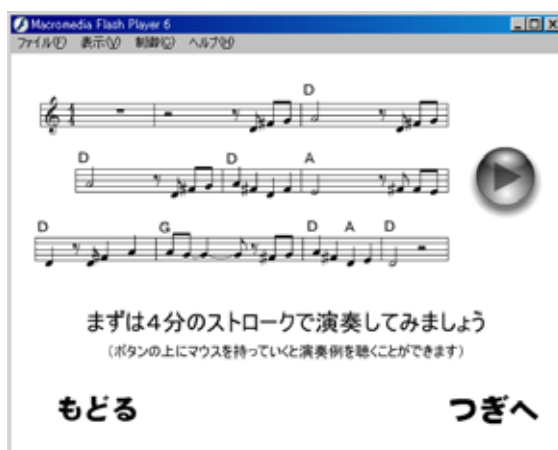 Macromedia Flash Player 6
ファイル(F) 表示(V) 制御(C) ヘルプ(H)
D
D D A
D G D A D
まずは４分のストロークで演奏してみましょう
（ボタンの上にマウスを持っていくと演奏例を聴くことができます）
もどる つぎへ